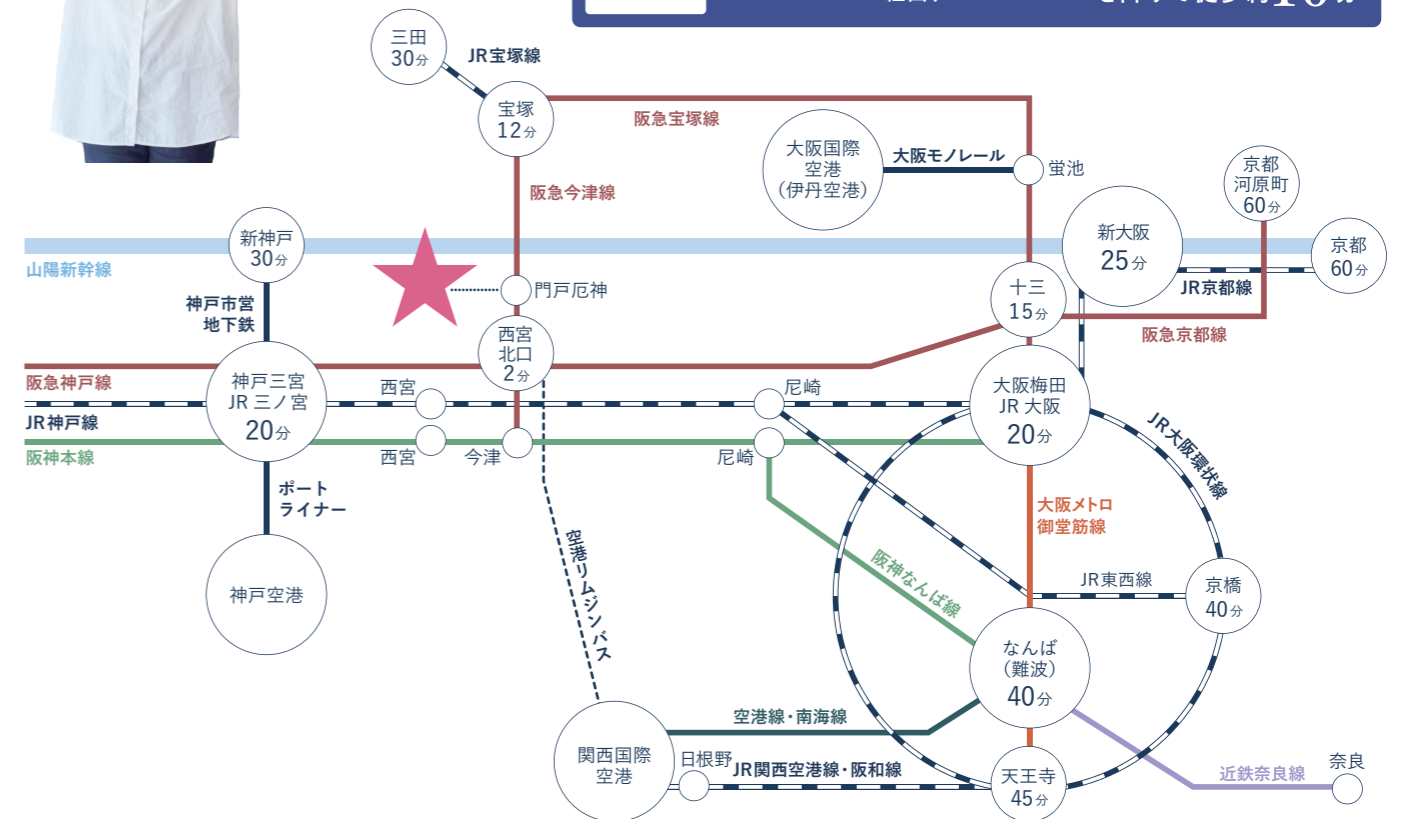 三田
30分
JR宝塚線
宝塚
12分
阪急宝塚線
大阪国際
空港
（伊丹空港）
大阪モノレール
蛍池
京都
河原町
60分
阪急今津線
新神戸
30分
新大阪
25分
京都
60分
山陽新幹線
門戸厄神
十三
15分
JR京都線
神戸市営
地下鉄
西宮
北口
2分
阪急京都線
阪急神戸線
神戸三宮
JR 三ノ宮
20分
西宮
尼崎
大阪梅田
JR 大阪
20分
JR神戸線
阪神本線
西宮
今津
尼崎
JR大阪環状線
ポート
ライナー
大阪メトロ
御堂筋線
空港リムジンバス
阪神なんば線
JR東西線
京橋
40分
神戸空港
なんば
（難波）
40分
空港線・南海線
関西国際
空港
日根野
JR関西空港線・阪和線
天王寺
45分
近鉄奈良線
奈良